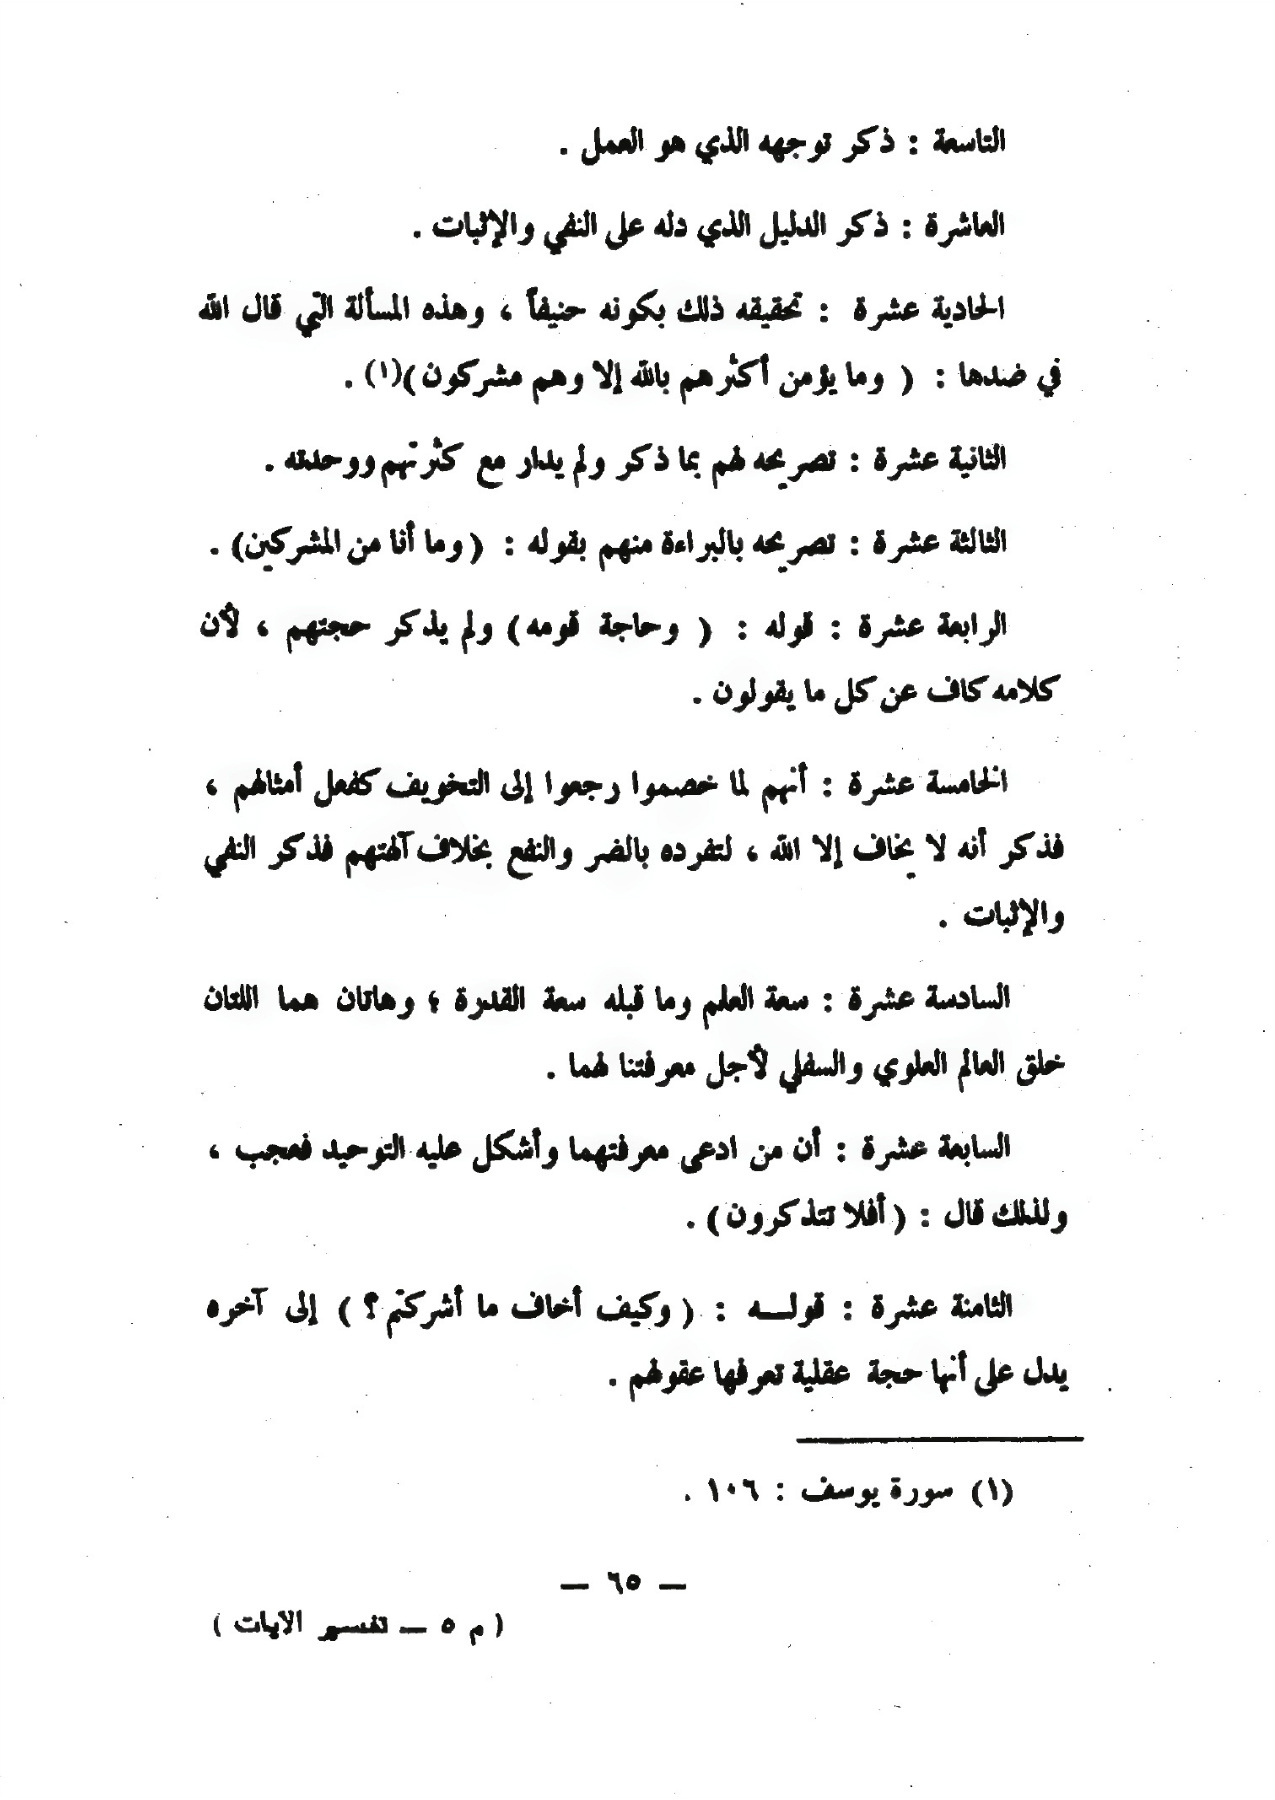 التاسعة : ذكر توجهه الذي هو العمل .
العاشرة : ذكر الدليل الذي دله على النفي والإثبات .
الحادية عشرة : تحقيقه ذلك بكونه حنيفاً ، وهذه المسألة التي قال الله
في ضدها : ( وما يؤمن أكثرهم بالله إلا وهم مشركون)(١) .
الثانية عشرة : تصريحه لهم بما ذكر ولم يدار مع كثرتهم ووحدته .
الثالثة عشرة : تصريحه بالبراءة منهم بقوله : ( وما أنا من المشركين) .
الرابعة عشرة : قوله : ( وحاجة قومه) ولم يذكر حجتهم ، لأن
كلامه كاف عن كل ما يقولون .
الخامسة عشرة : أنهم لما خصموا رجعوا إلى التخويف كفعل أمثالهم ،
فذكر أنه لا يخاف إلا الله ، لتفرده بالضر والنفع بخلاف آلهتهم فذكر النفي
والإثبات .
السادسة عشرة : سعة العلم وما قبله سعة القدرة ؛ وهاتان هما اللتان
خلق العالم العلوي والسفلي لأجل معرفتنا لهما .
السابعة عشرة : أن من ادعى معرفتهما وأشكل عليه التوحيد فعجب ،
ولذلك قال : ( أفلا تتذكرون) .
الثامنة عشرة : قولــه : ( وكيف أخاف ما أشركتم ؟ ) إلى آخره
يدل على أنها حجة عقلية تعرفها عقولهم .
(١) سورة يوسف : ١٠٦ .
— ٦٥ —
( م ٥ — تفسير الايات )